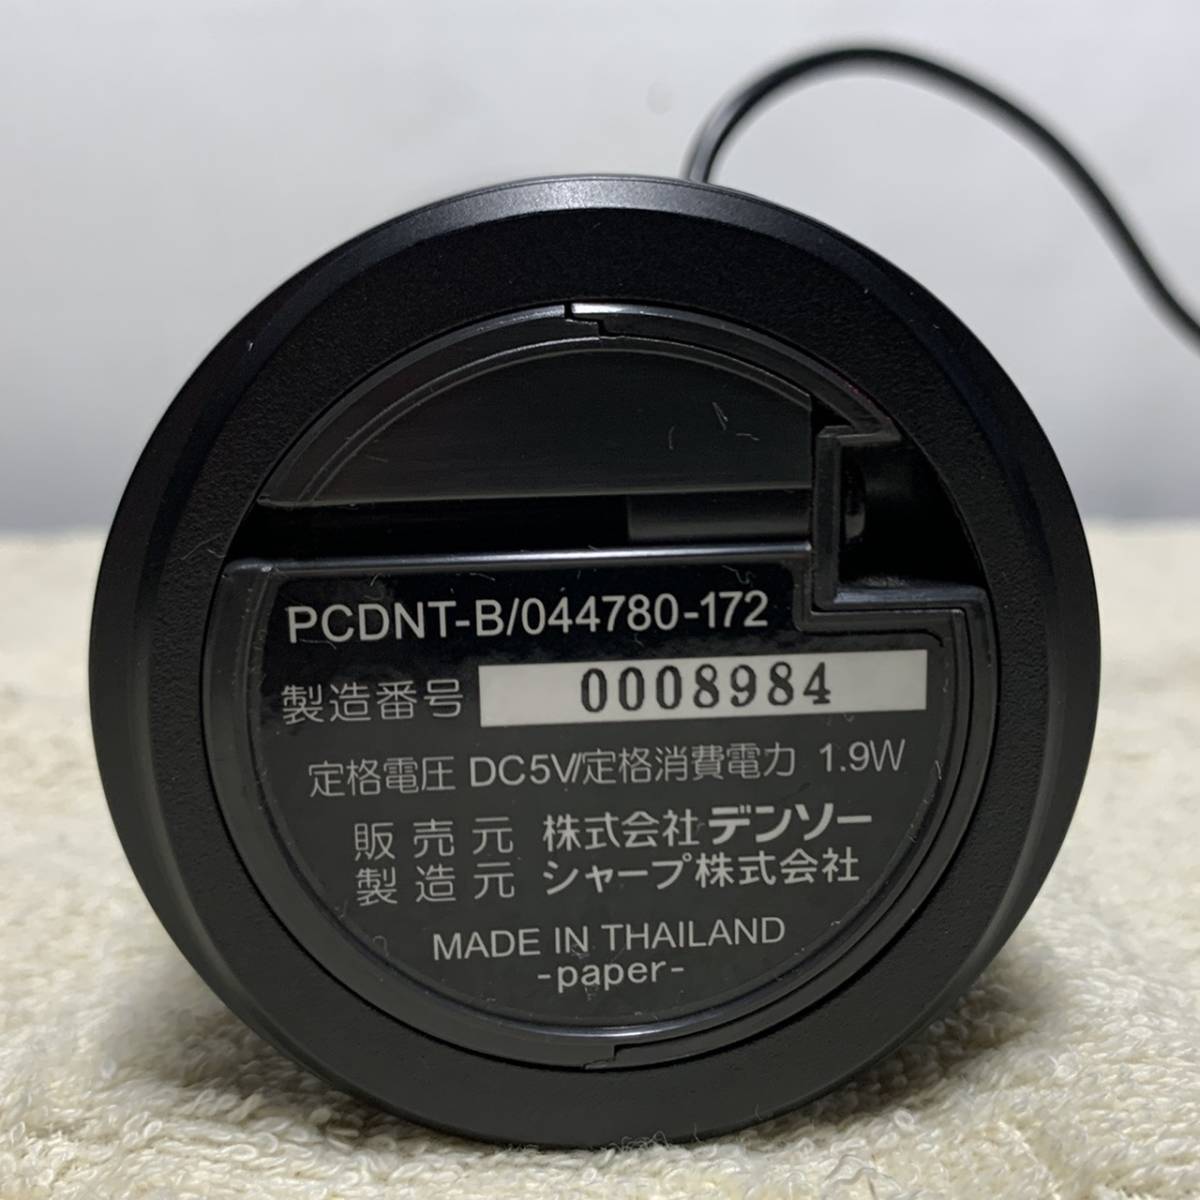 PCDNT-B/044780-172
製造番号 0008984
定格電圧 DC5V/定格消費電力 1.9W
販売元 株式会社デンソー
製造元 シャープ株式会社
MADE IN THAILAND
-paper-